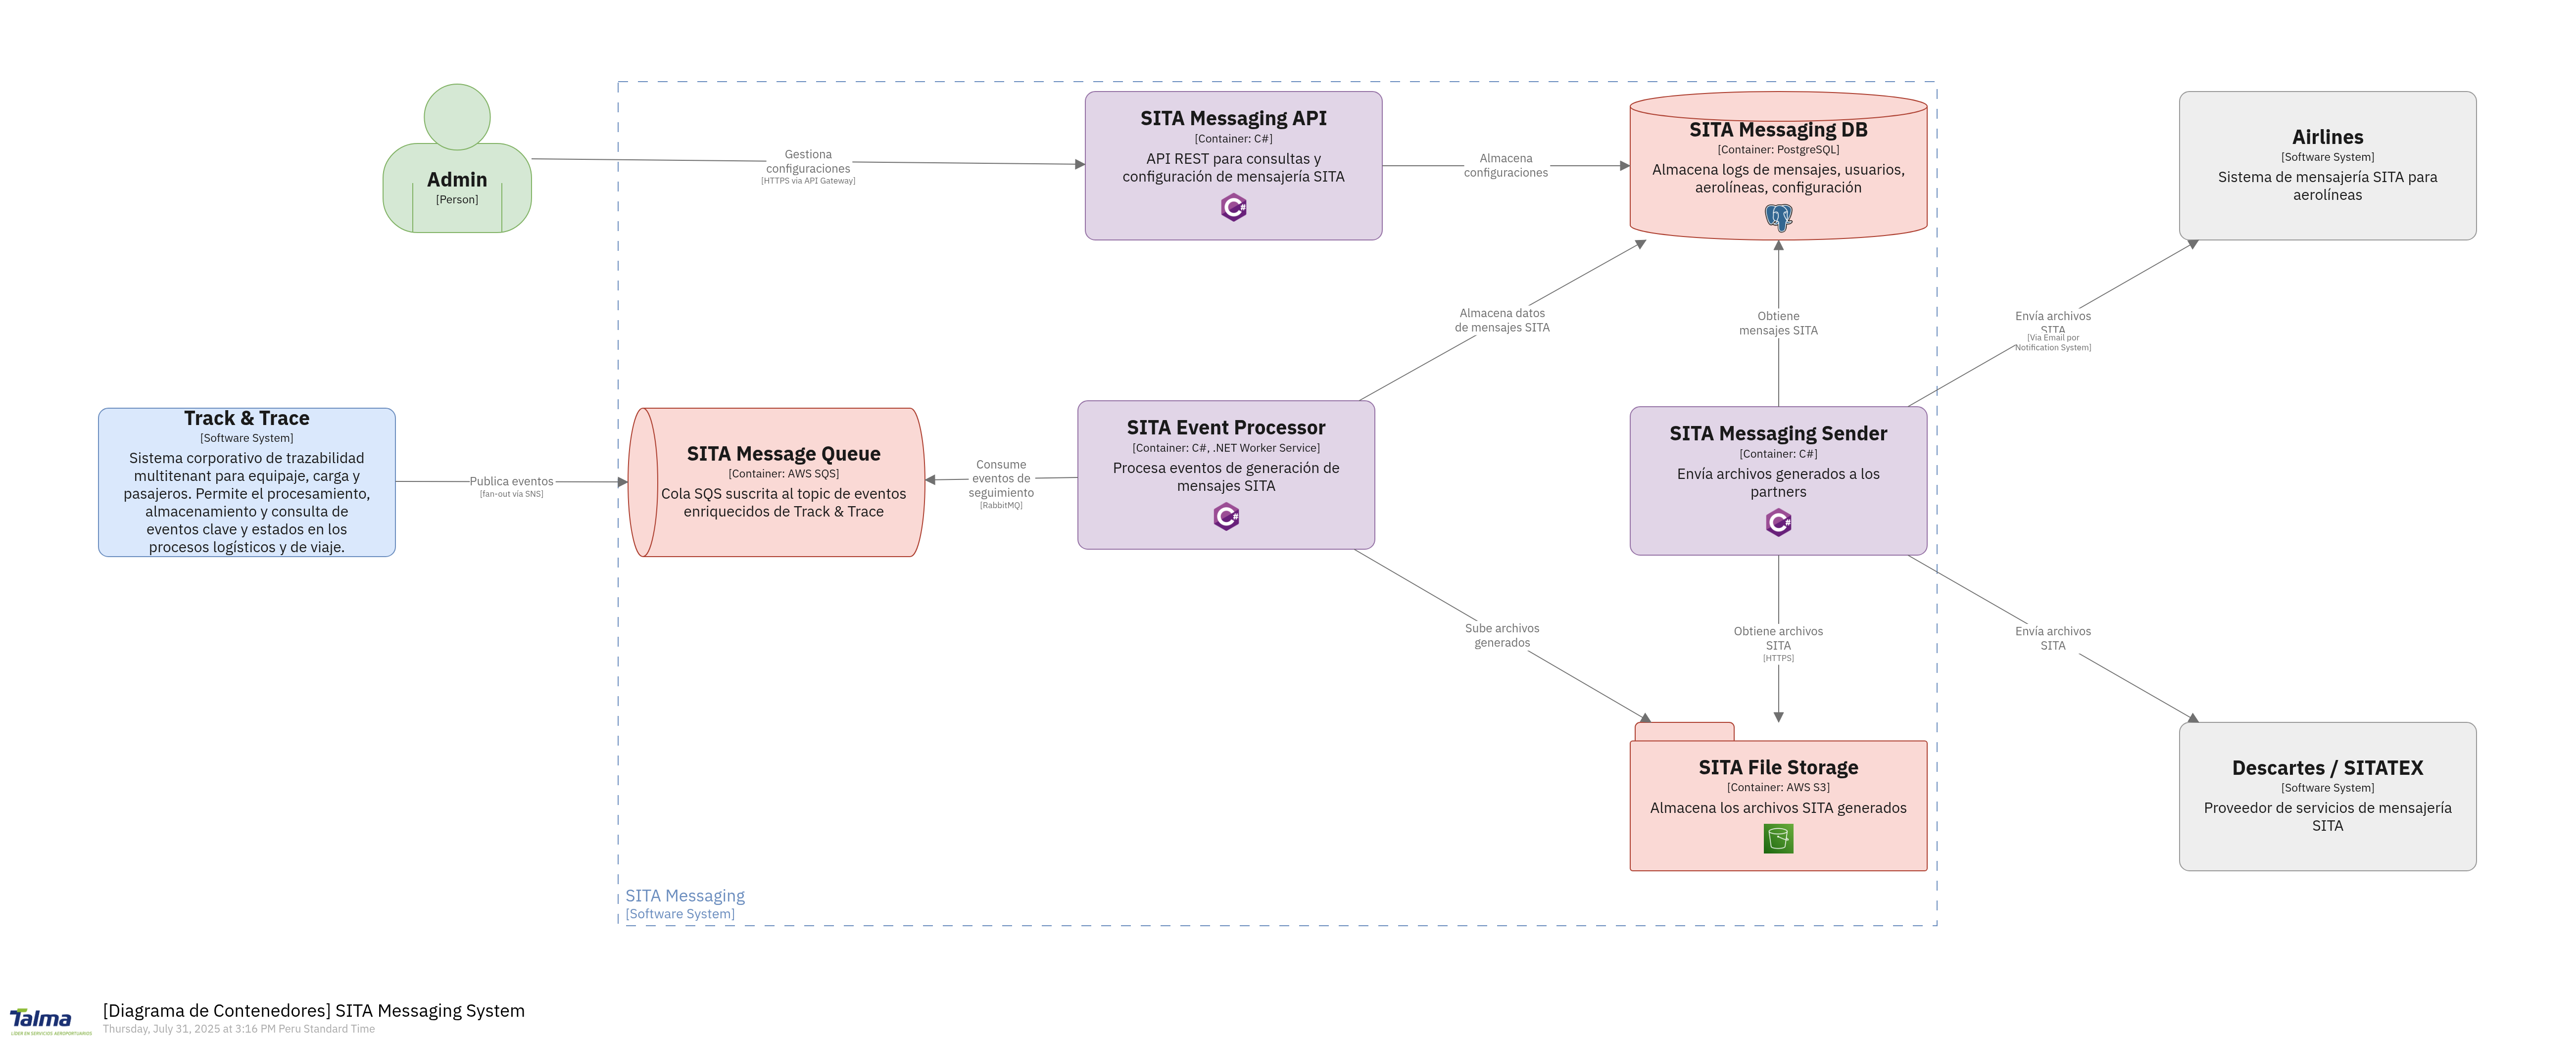 Admin
[Person]
Gestiona
configuraciones
[HTTPS via API Gateway]
SITA Messaging API
[Container: C#]
API REST para consultas y
configuración de mensajería SITA
C#
Almacena
configuraciones
SITA Messaging DB
[Container: PostgreSQL]
Almacena logs de mensajes, usuarios,
aerolíneas, configuración
Airlines
[Software System]
Sistema de mensajería SITA para
aerolíneas
Almacena datos
de mensajes SITA
Obtiene
mensajes SITA
Envía archivos
SITA
[Via Email por
Notification System]
Track & Trace
[Software System]
Sistema corporativo de trazabilidad
multitenant para equipaje, carga y
pasajeros. Permite el procesamiento,
almacenamiento y consulta de
eventos clave y estados en los
procesos logísticos y de viaje.
Publica eventos
[fan-out vía SNS]
SITA Message Queue
[Container: AWS SQS]
Cola SQS suscrita al topic de eventos
enriquecidos de Track & Trace
Consume
eventos de
seguimiento
[RabbitMQ]
SITA Event Processor
[Container: C#, .NET Worker Service]
Procesa eventos de generación de
mensajes SITA
C#
SITA Messaging Sender
[Container: C#]
Envía archivos generados a los
partners
C#
Sube archivos
generados
Obtiene archivos
SITA
[HTTPS]
Envía archivos
SITA
SITA File Storage
[Container: AWS S3]
Almacena los archivos SITA generados
Descartes / SITATEX
[Software System]
Proveedor de servicios de mensajería
SITA
SITA Messaging
[Software System]
Talma
LÍDER EN SERVICIOS AEROPORTUARIOS
[Diagrama de Contenedores] SITA Messaging System
Thursday, July 31, 2025 at 3:16 PM Peru Standard Time